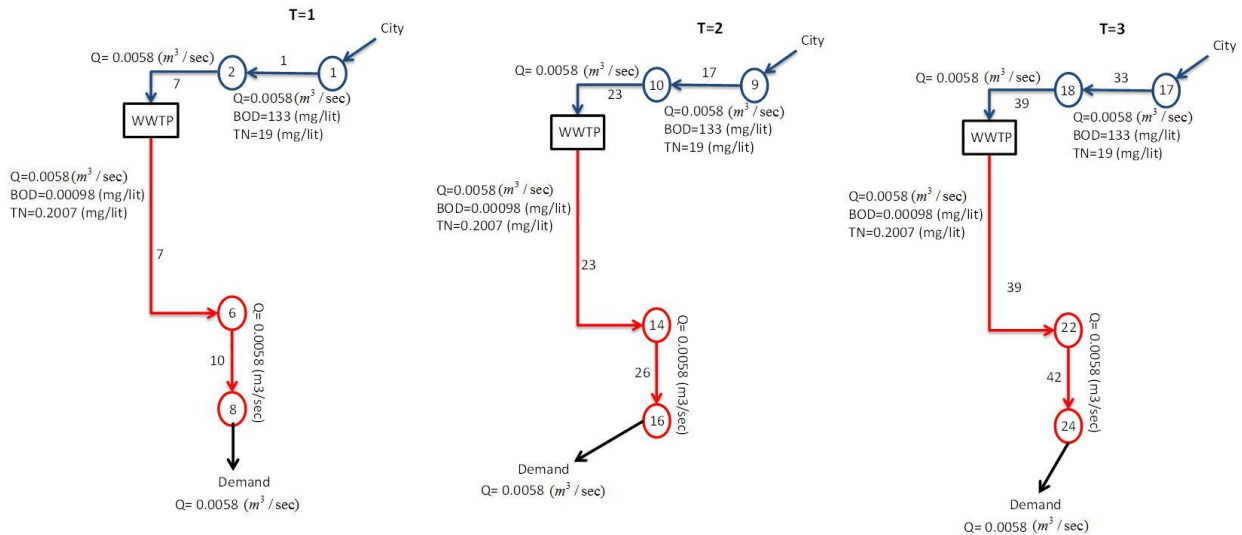 T=1
City
Q= 0.0058 (m³/sec)
2
1
1
7
Q=0.0058(m³/sec)
BOD=133 (mg/lit)
TN=19 (mg/lit)
WWTP
Q=0.0058(m³/sec)
BOD=0.00098 (mg/lit)
TN=0.2007 (mg/lit)
7
6
Q= 0.0058 (m3/sec)
10
8
Demand
Q= 0.0058 (m³/sec)
T=2
City
Q= 0.0058 (m³/sec)
10
17
9
23
Q=0.0058(m³/sec)
BOD=133 (mg/lit)
TN=19 (mg/lit)
WWTP
Q=0.0058(m³/sec)
BOD=0.00098 (mg/lit)
TN=0.2007 (mg/lit)
23
14
Q= 0.0058 (m3/sec)
26
16
Demand
Q= 0.0058 (m³/sec)
T=3
City
Q= 0.0058 (m³/sec)
18
33
17
39
Q=0.0058(m³/sec)
BOD=133 (mg/lit)
TN=19 (mg/lit)
WWTP
Q=0.0058 (m³/sec)
BOD=0.00098 (mg/lit)
TN=0.2007 (mg/lit)
39
22
Q= 0.0058 (m3/sec)
42
24
Demand
Q= 0.0058 (m³/sec)